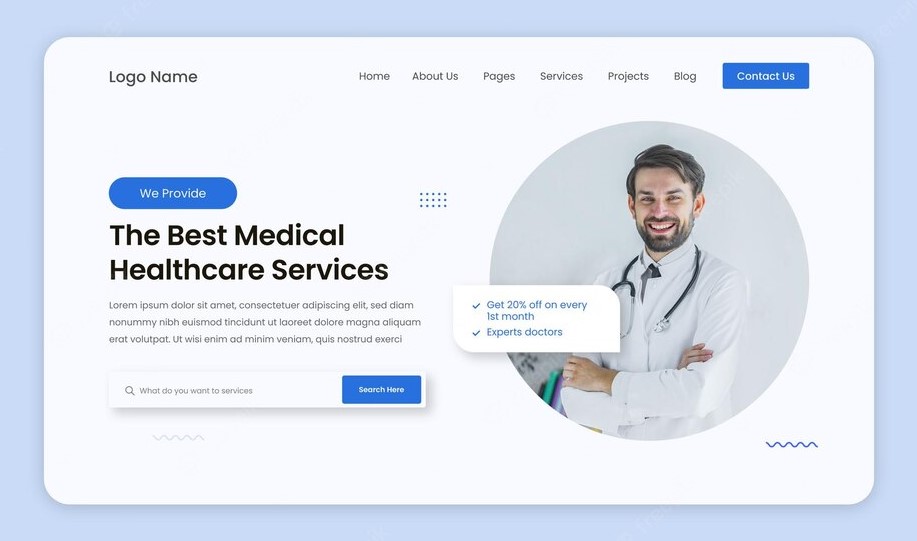 Logo Name
Home
About Us
Pages
Services
Projects
Blog
Contact Us
We Provide
The Best Medical
Healthcare Services
Lorem ipsum dolor sit amet, consectetuer adipiscing elit, sed diam
nonummy nibh euismod tincidunt ut laoreet dolore magna aliquam
erat volutpat. Ut wisi enim ad minim veniam, quis nostrud exerci
What do you want to services
Search Here
Get 20% off on every
1st month
Experts doctors